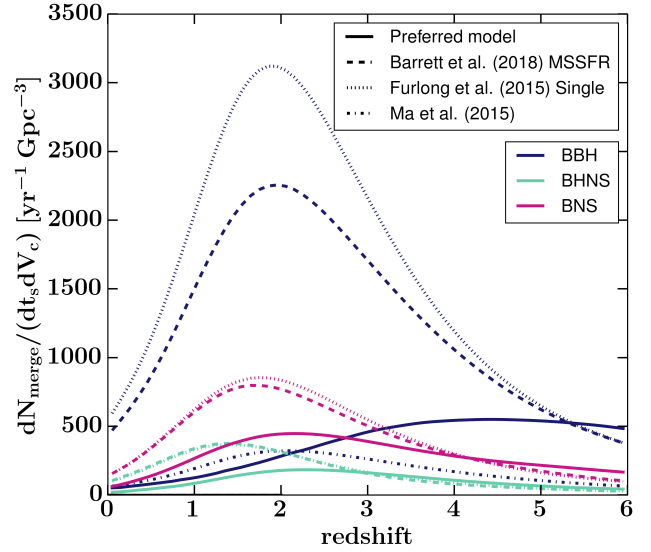 3500
3000
2500
2000
1500
1000
500
0
dN_merge/(dt_s dV_c) [yr^−1 Gpc^−3]
Preferred model
Barrett et al. (2018) MSSFR
Furlong et al. (2015) Single
Ma et al. (2015)
BBH
BHNS
BNS
0 1 2 3 4 5 6
redshift